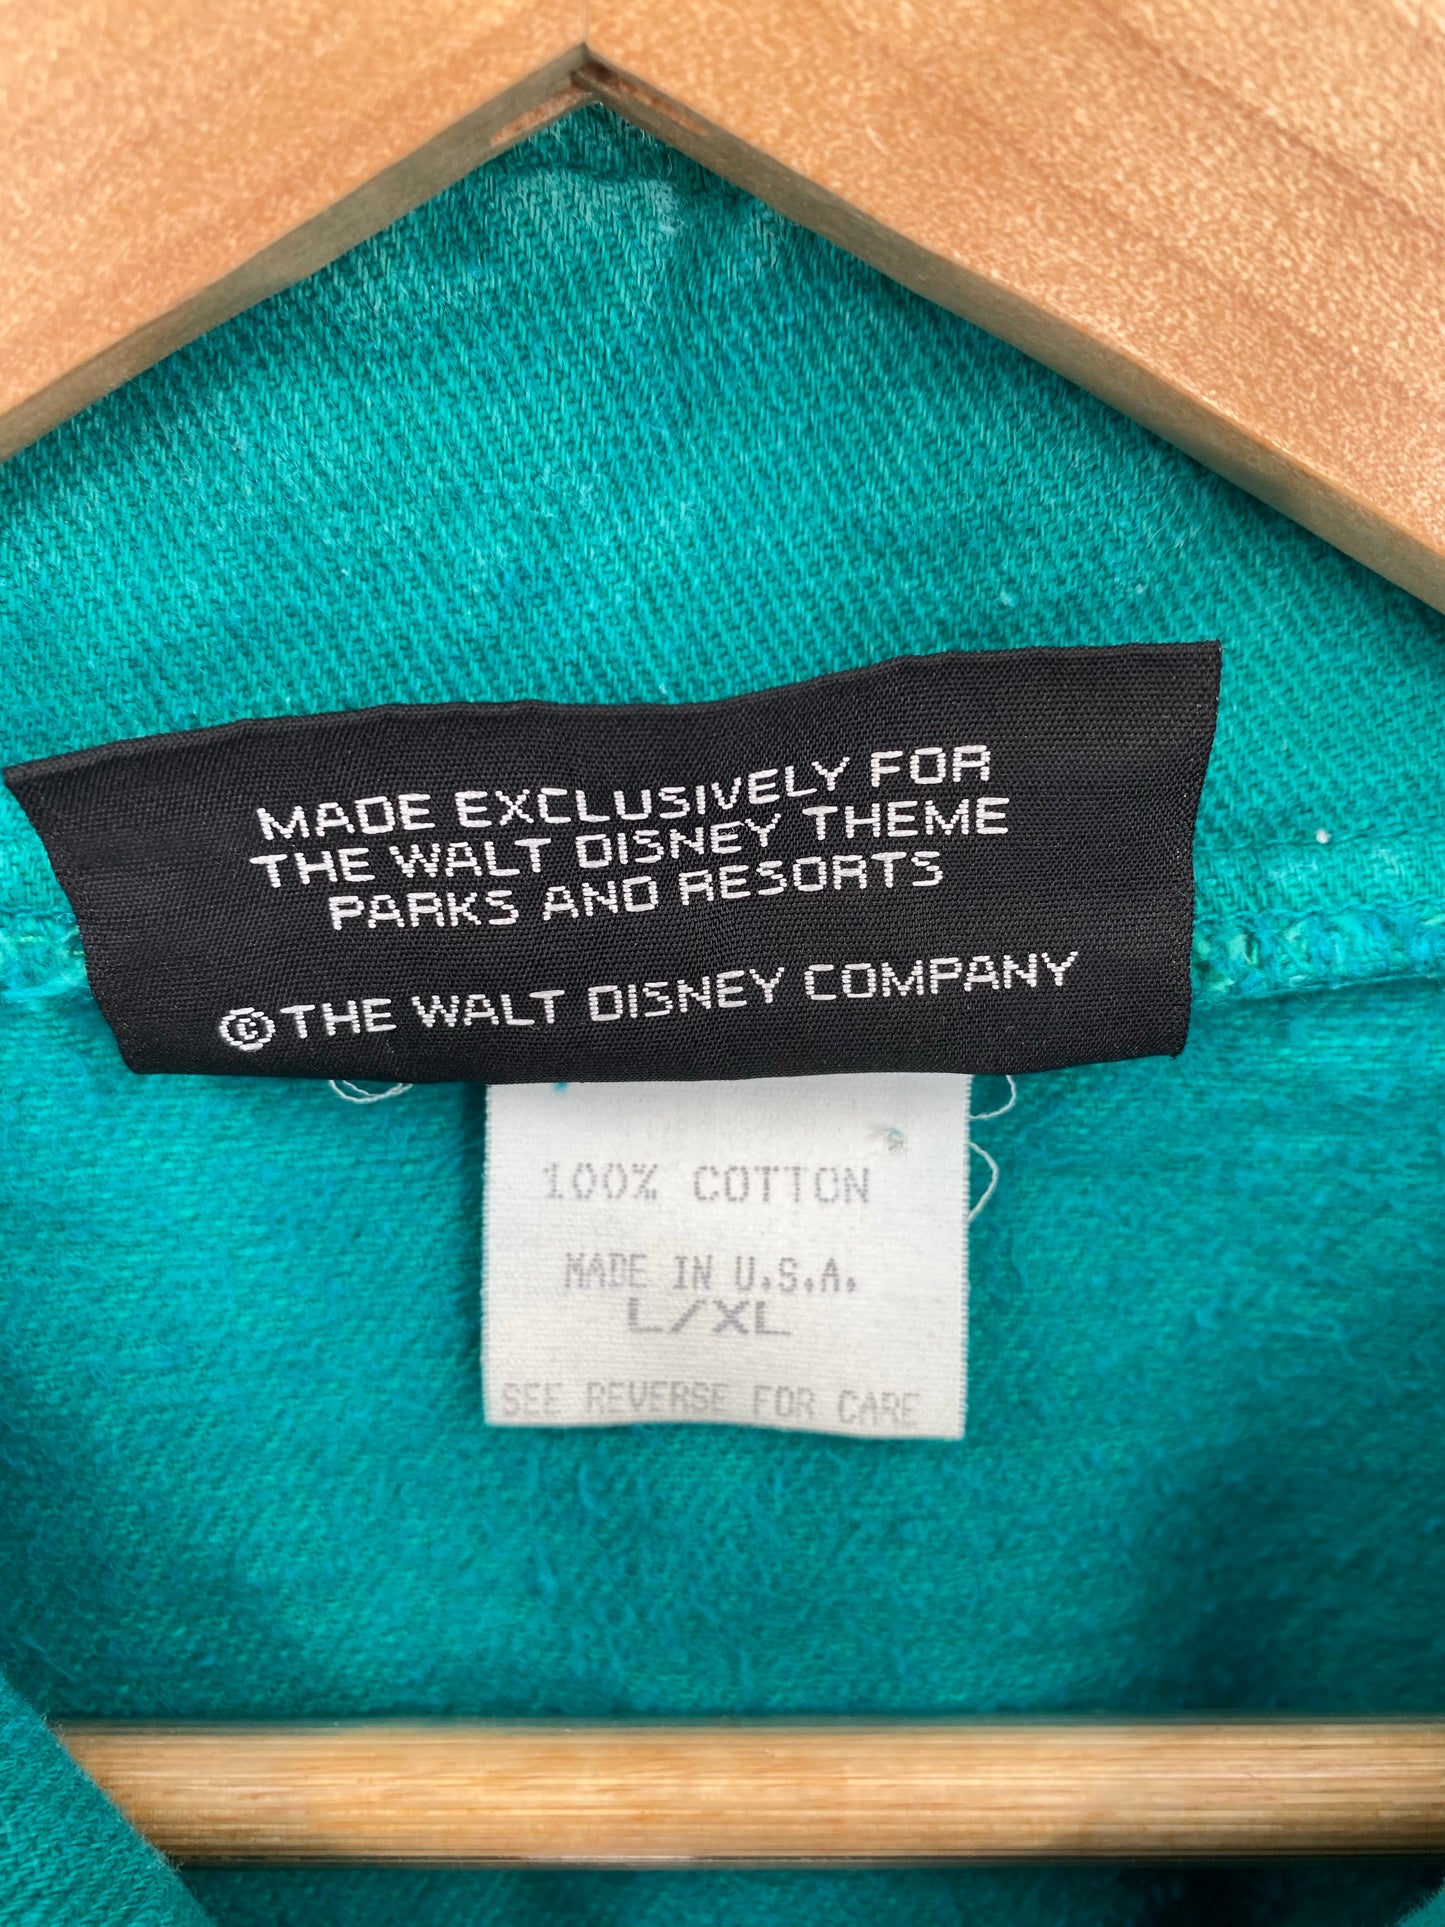 MADE EXCLUSIVELY FOR
THE WALT DISNEY THEME
PARKS AND RESORTS
© THE WALT DISNEY COMPANY
100% COTTON
MADE IN U.S.A.
L/XL
SEE REVERSE FOR CARE